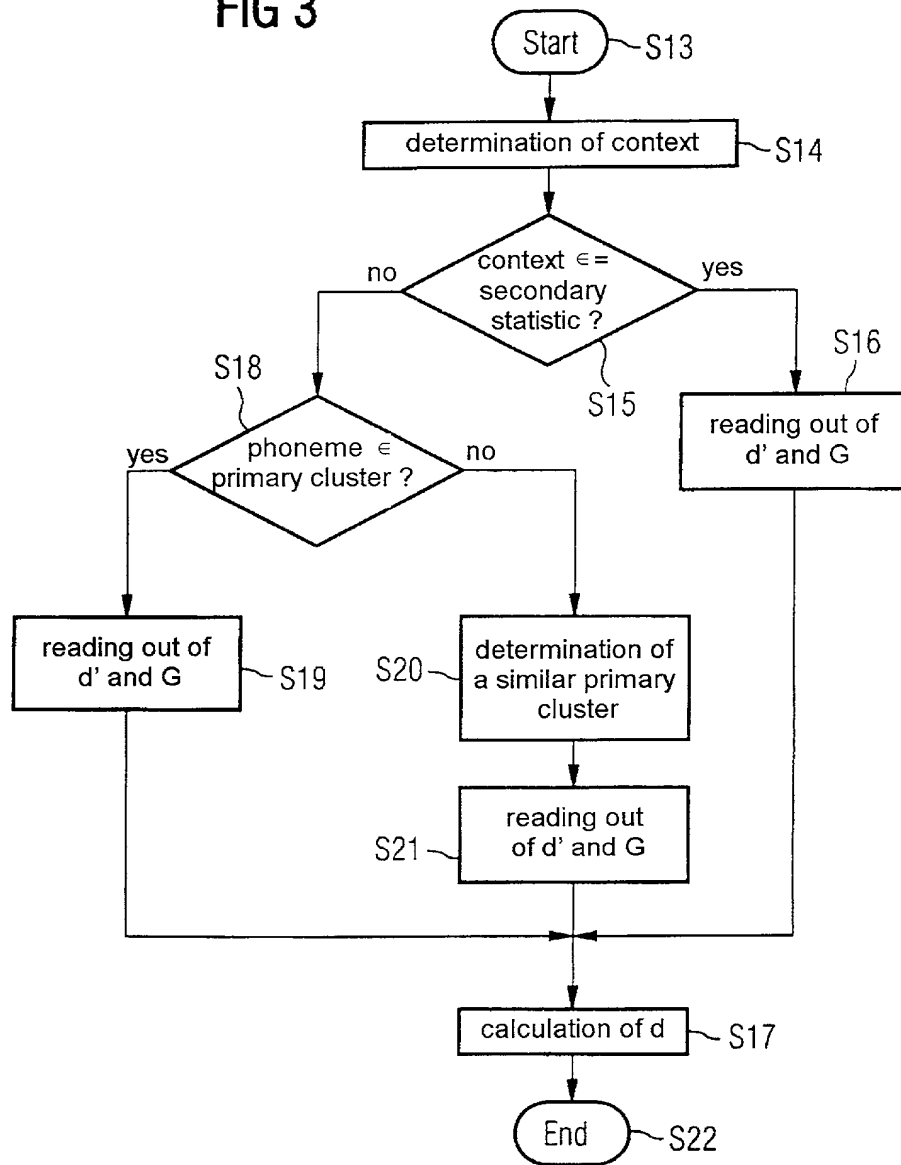 FIG 3
Start
S13
determination of context
S14
context ∈=
secondary
statistic ?
no
yes
S15
S16
reading out of
d' and G
S18
phoneme ∈
primary cluster ?
yes
no
reading out of
d' and G
S19
S20
determination of
a similar primary
cluster
S21
reading out
of d' and G
calculation of d
S17
End
S22